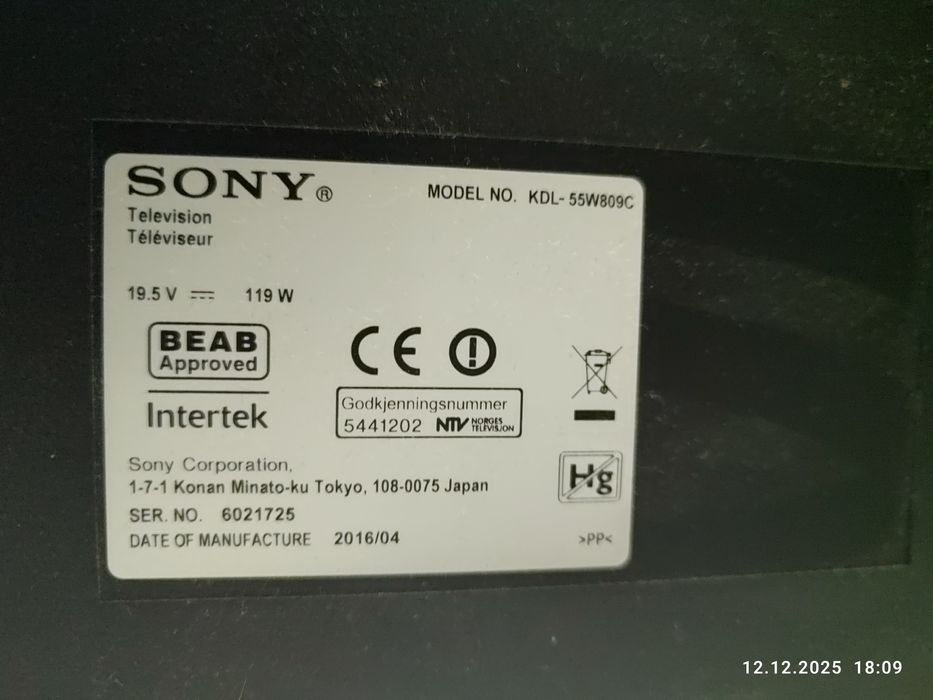 SONY®
MODEL NO. KDL-55W809C
Television
Téléviseur
19.5 V ⎓ 119 W
BEAB
Approved
Intertek
CE
Godkjenningsnummer
5441202 NTV NORGES
TELEVISJON
Hg
Sony Corporation,
1-7-1 Konan Minato-ku Tokyo, 108-0075 Japan
SER. NO. 6021725
DATE OF MANUFACTURE 2016/04
>PP<
12.12.2025 18:09